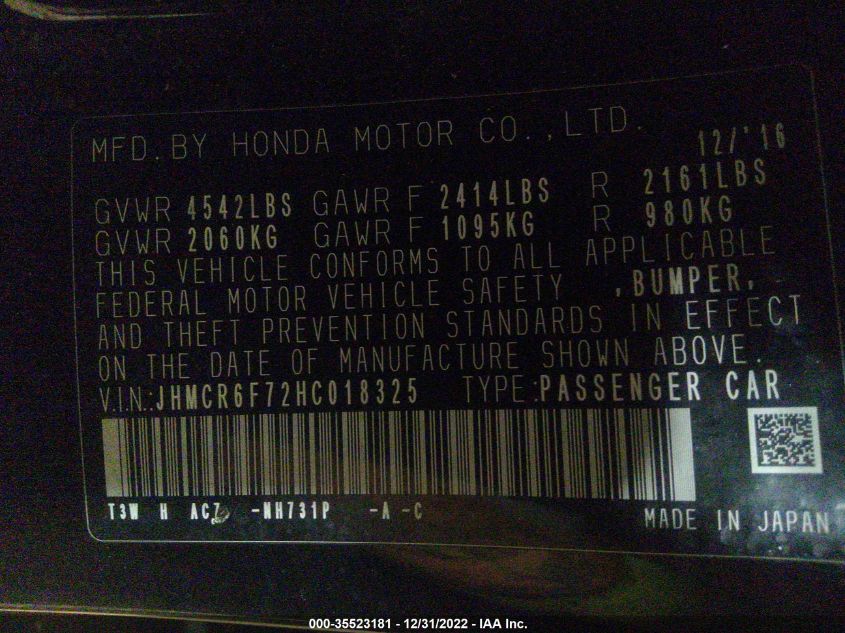 MFD. BY HONDA MOTOR CO., LTD. 12/'16
GVWR 4542LBS GAWR F 2414LBS R 2161LBS
GVWR 2060KG GAWR F 1095KG R 980KG
THIS VEHICLE CONFORMS TO ALL APPLICABLE
FEDERAL MOTOR VEHICLE SAFETY ,BUMPER,
AND THEFT PREVENTION STANDARDS IN EFFECT
ON THE DATE OF MANUFACTURE SHOWN ABOVE.
V.I.N.:JHMCR6F72HC018325 TYPE:PASSENGER CAR
T3W H -NH731P -A -C
MADE IN JAPAN
000-35523181 - 12/31/2022 - IAA Inc.